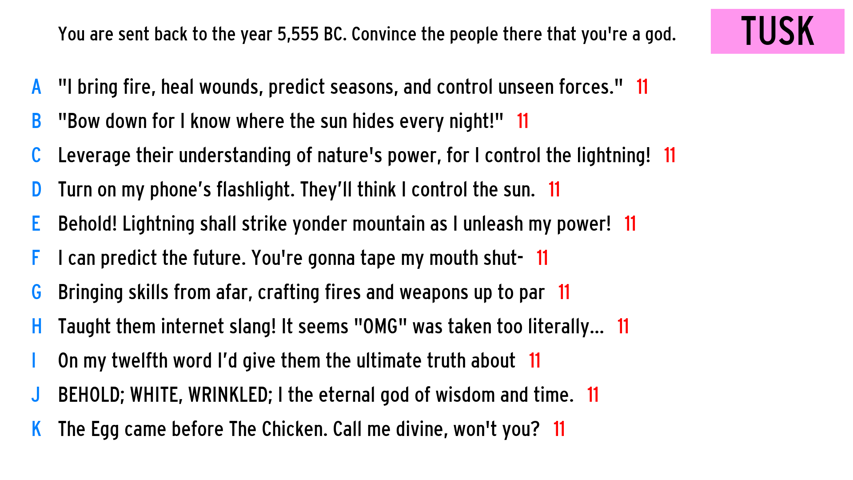 You are sent back to the year 5,555 BC. Convince the people there that you're a god.
TUSK
A "I bring fire, heal wounds, predict seasons, and control unseen forces." 11
B "Bow down for I know where the sun hides every night!" 11
C Leverage their understanding of nature's power, for I control the lightning! 11
D Turn on my phone’s flashlight. They’ll think I control the sun. 11
E Behold! Lightning shall strike yonder mountain as I unleash my power! 11
F I can predict the future. You're gonna tape my mouth shut- 11
G Bringing skills from afar, crafting fires and weapons up to par 11
H Taught them internet slang! It seems "OMG" was taken too literally... 11
I On my twelfth word I’d give them the ultimate truth about 11
J BEHOLD; WHITE, WRINKLED; I the eternal god of wisdom and time. 11
K The Egg came before The Chicken. Call me divine, won't you? 11